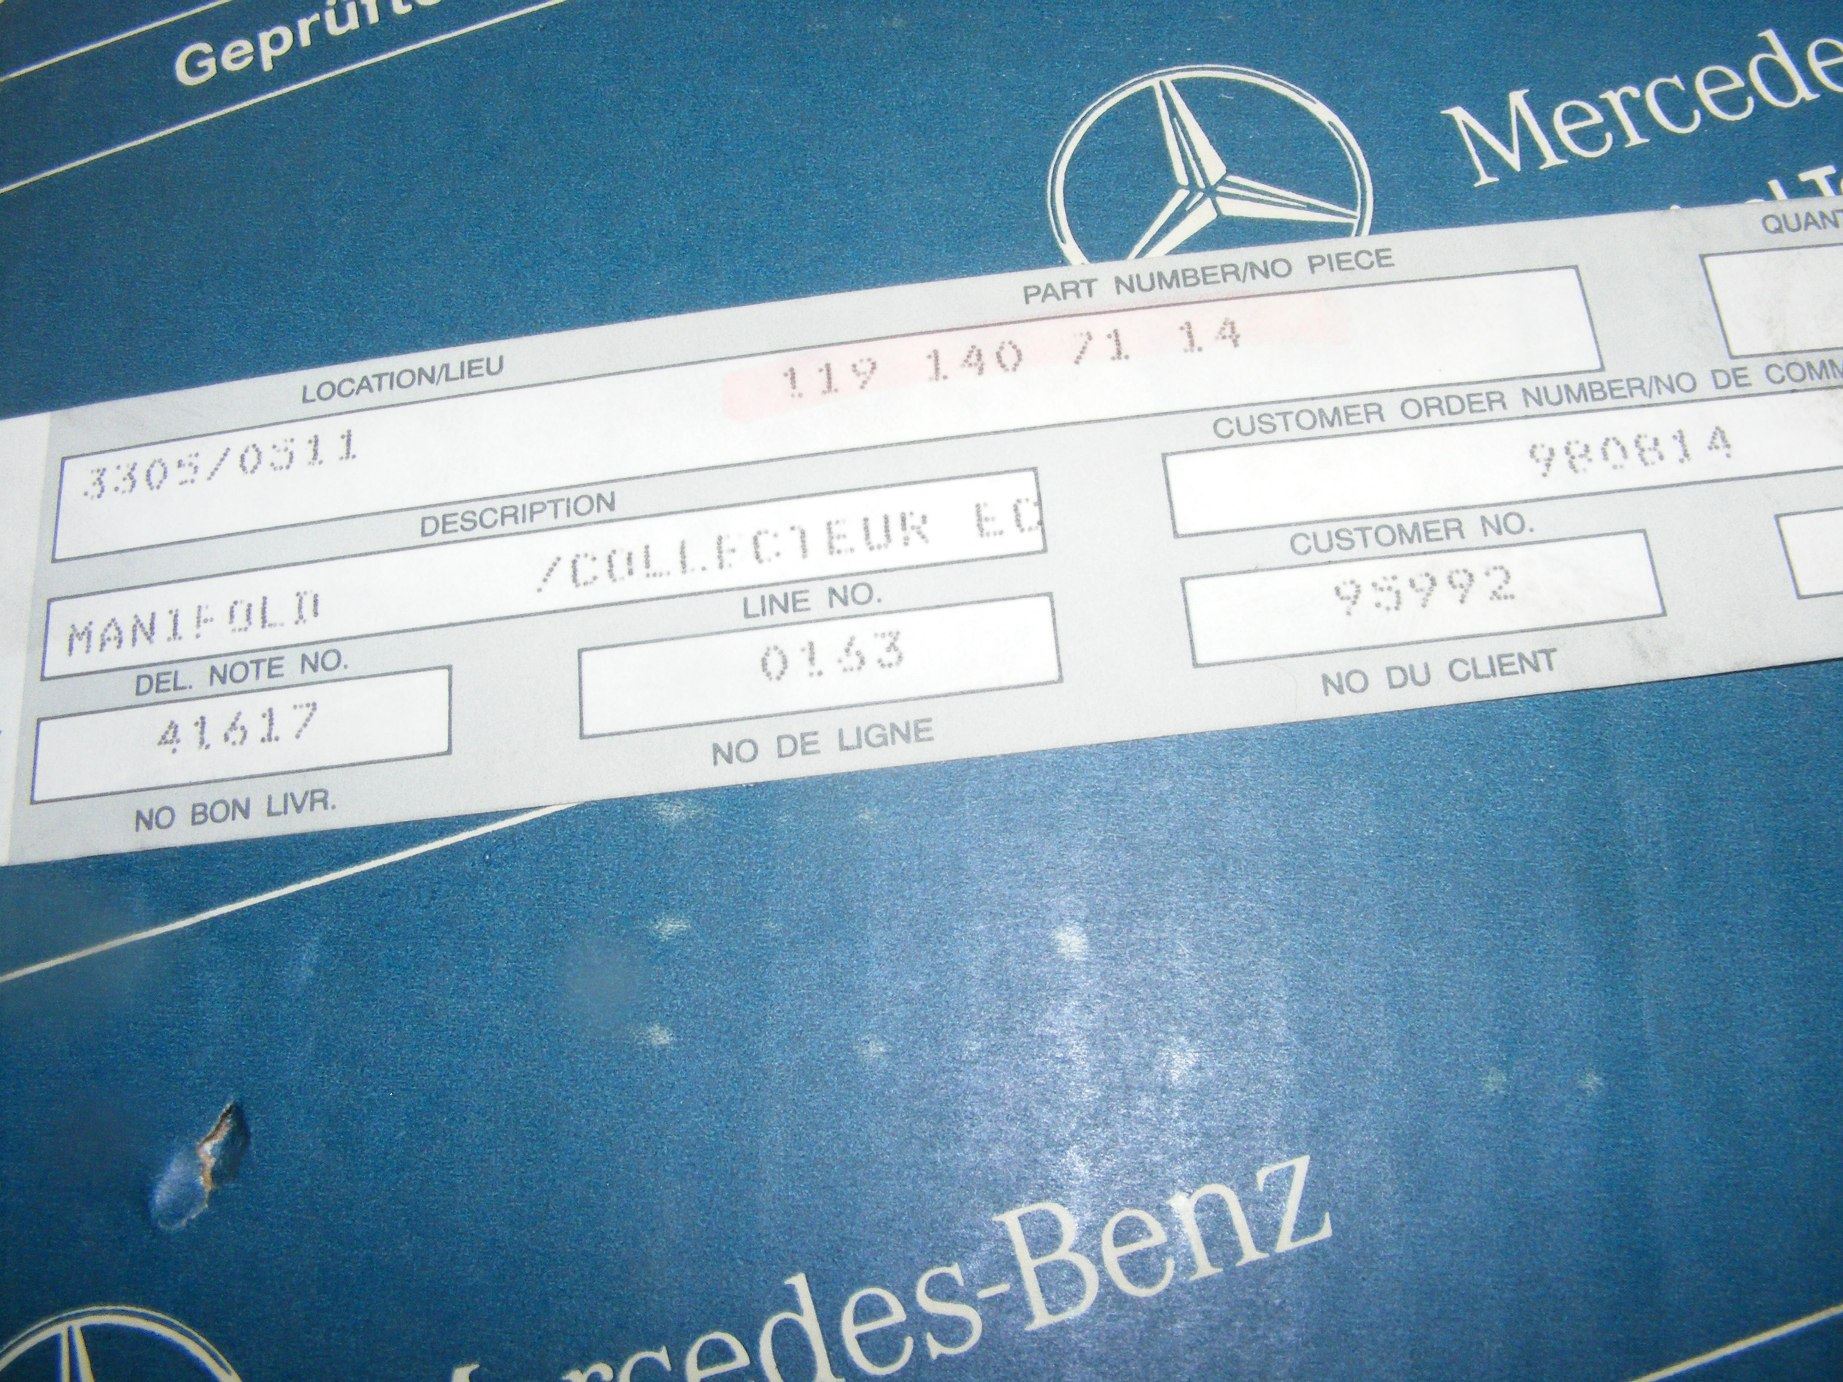 Geprüfte
Mercede
PART NUMBER/NO PIECE
QUANT
LOCATION/LIEU
119 140 71 14
3305/0511
CUSTOMER ORDER NUMBER/NO DE COMM
980814
DESCRIPTION
MANIFOLD /COLLECTEUR EC
CUSTOMER NO.
95992
LINE NO.
0163
DEL. NOTE NO.
41617
NO DU CLIENT
NO DE LIGNE
NO BON LIVR.
Mercedes-Benz